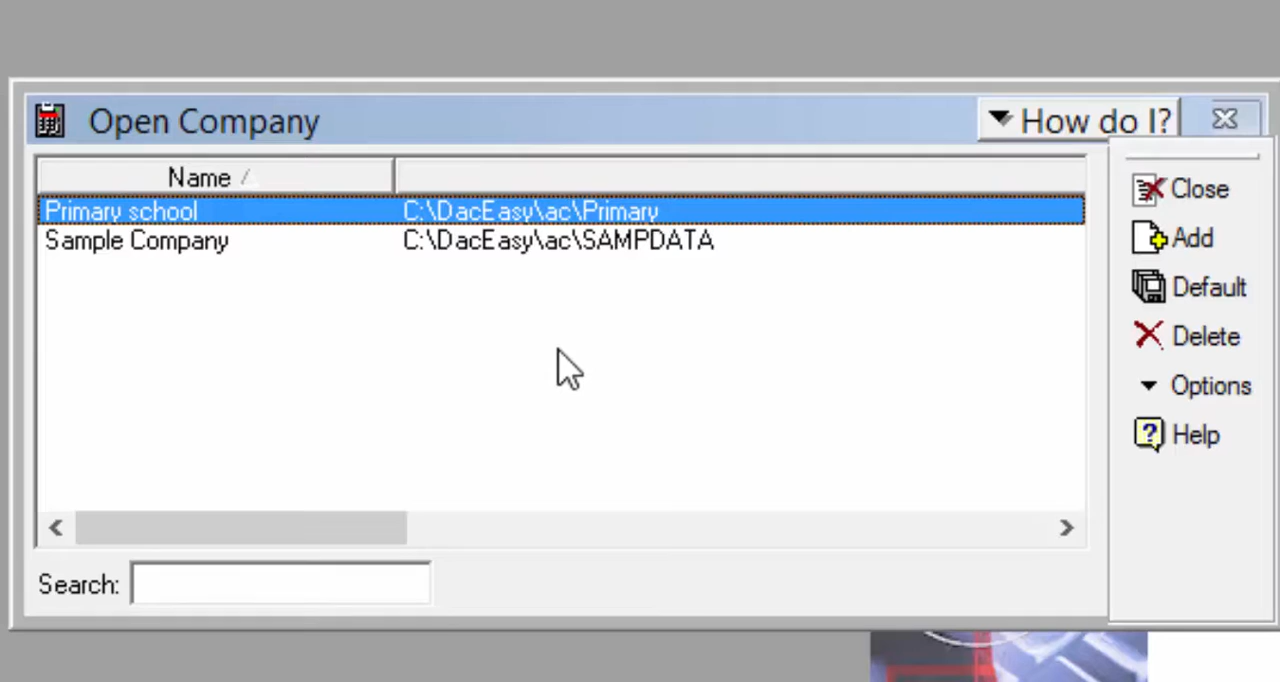 Open Company
How do I?
Name
Primary school C:\DacEasy\ac\Primary
Sample Company C:\DacEasy\ac\SAMPDATA
Close
Add
Default
Delete
Options
Help
Search: